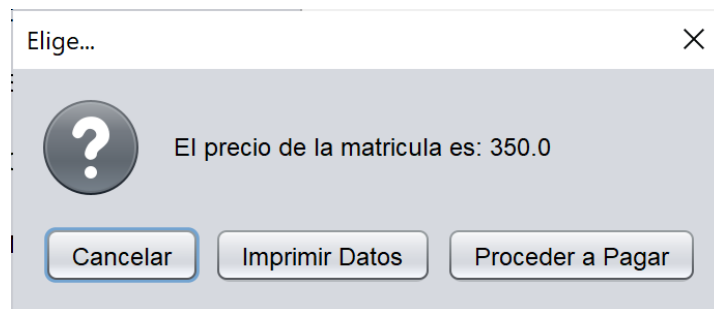 Elige...
El precio de la matricula es: 350.0
Cancelar
Imprimir Datos
Proceder a Pagar